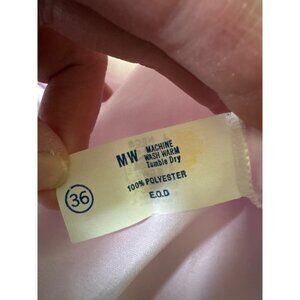 MW MACHINE
WASH WARM
Tumble Dry
100% POLYESTER
36
E.O.D